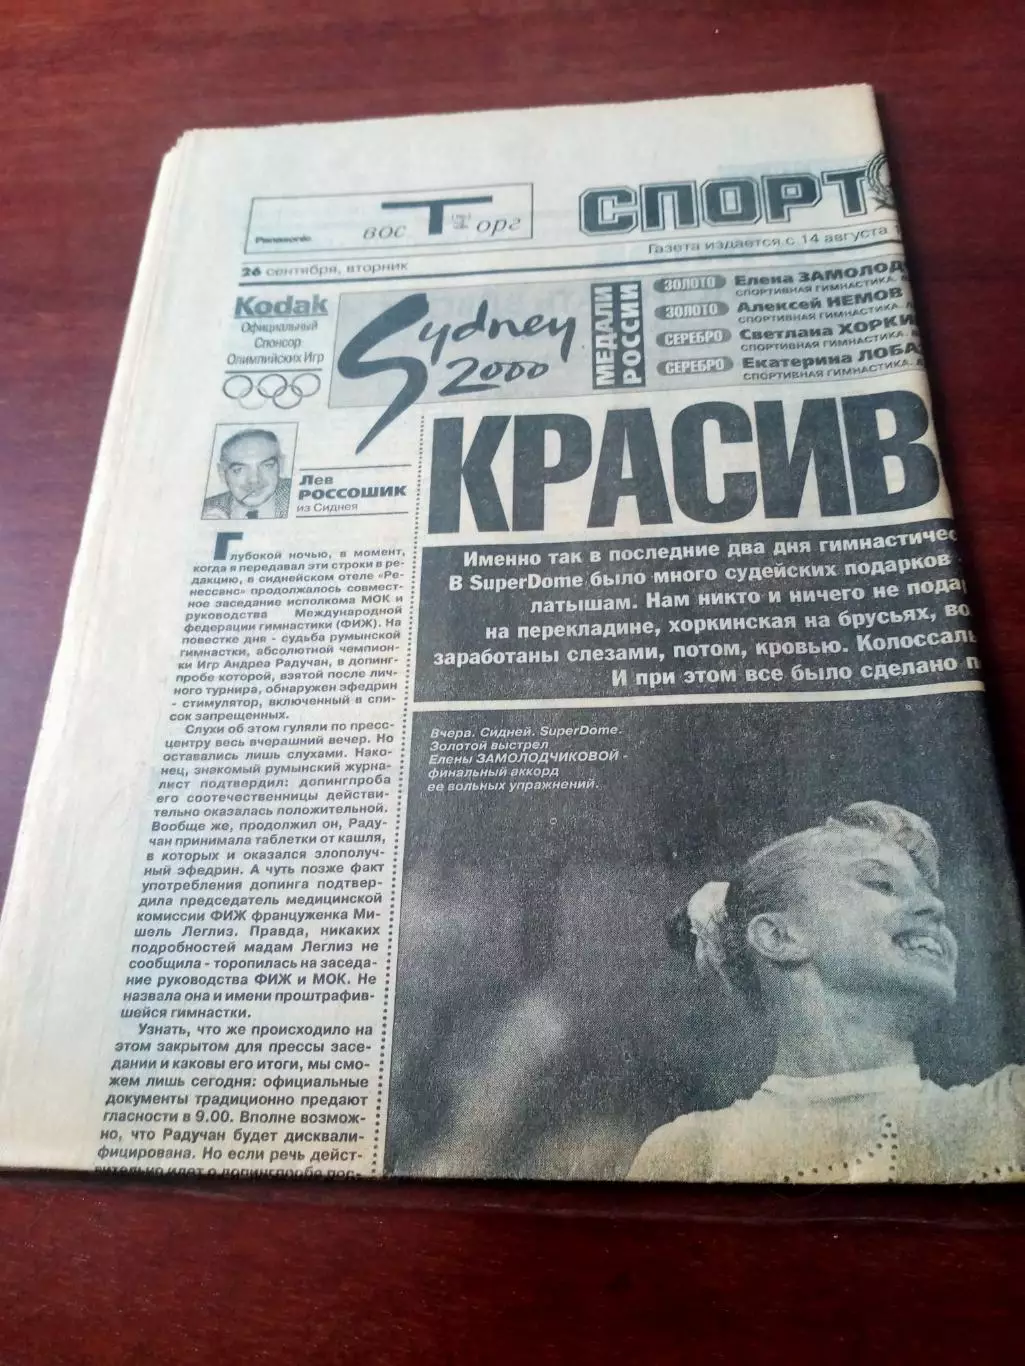 Panasonic
ВОС Т ОРГ
СПОРТ
Газета издается с 14 августа 1
26 сентября, вторник
Kodak
Официальный
Спонсор
Олимпийских Игр
Sydney
2000
МЕДАЛИ
РОССИИ
ЗОЛОТО Елена ЗАМОЛОД
СПОРТИВНАЯ ГИМНАСТИКА.
ЗОЛОТО Алексей НЕМОВ
СПОРТИВНАЯ ГИМНАСТИКА.
СЕРЕБРО Светлана ХОРКИ
СПОРТИВНАЯ ГИМНАСТИКА.
СЕРЕБРО Екатерина ЛОБА
СПОРТИВНАЯ ГИМНАСТИКА.
КРАСИВ
Лев
РОССОШИК
из Сиднея
Именно так в последние два дня гимнастичес
В SuperDome было много судейских подарков -
латышам. Нам никто и ничего не пода
на перекладине, хоркинская на брусьях, во
заработаны слезами, потом, кровью. Колоссаль
И при этом все было сделано п
Глубокой ночью, в момент,
когда я передавал эти строки в ре-
дакцию, в сиднейском отеле «Ре-
нессанс» продолжалось совмест-
ное заседание исполкома МОК и
руководства Международной
федерации гимнастики (ФИЖ). На
повестке дня - судьба румынской
гимнастки, абсолютной чемпион-
ки Игр Андреа Радучан, в допинг-
пробе которой, взятой после лич-
ного турнира, обнаружен эфедрин
- стимулятор, включенный в спи-
сок запрещенных.
Слухи об этом гуляли по пресс-
центру весь вчерашний вечер. Но
оставались лишь слухами. Нако-
нец, знакомый румынский журна-
лист подтвердил: допингпроба
его соотечественницы действи-
тельно оказалась положительной.
Вообще же, продолжил он, Раду-
чан принимала таблетки от кашля,
в которых и оказался злополуч-
ный эфедрин. А чуть позже факт
употребления допинга подтвер-
дила председатель медицинской
комиссии ФИЖ француженка Ми-
шель Леглиз. Правда, никаких
подробностей мадам Леглиз не
сообщила - торопилась на заседа-
ние руководства ФИЖ и МОК. Не
назвала она и имени проштрафив-
шейся гимнастки.
Узнать, что же происходило на
этом закрытом для прессы засе-
дании и каковы его итоги, мы смо-
жем лишь сегодня: официальные
документы традиционно предают
гласности в 9.00. Вполне возмож-
но, что Радучан будет дисквали-
фицирована. Но если речь дейст-
вительно идет о допингпробе пос-
Вчера. Сидней. SuperDome.
Золотой выстрел
Елены ЗАМОЛОДЧИКОВОЙ -
финальный аккорд
ее вольных упражнений.